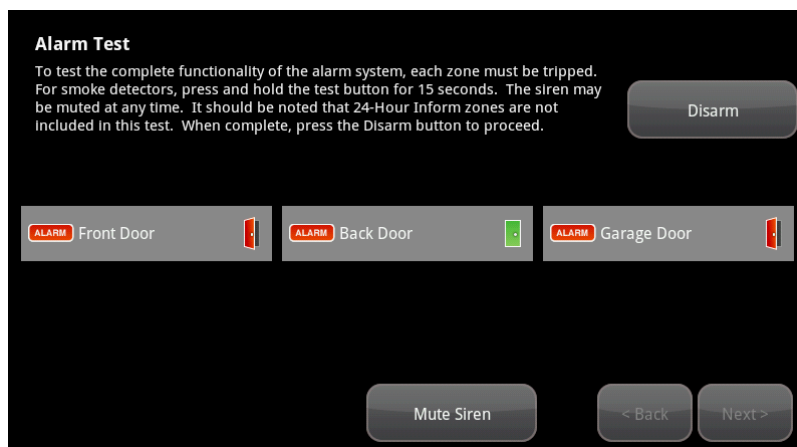 Alarm Test
To test the complete functionality of the alarm system, each zone must be tripped.
For smoke detectors, press and hold the test button for 15 seconds. The siren may
be muted at any time. It should be noted that 24-Hour Inform zones are not
included in this test. When complete, press the Disarm button to proceed.
Disarm
ALARM Front Door
ALARM Back Door
ALARM Garage Door
Mute Siren
< Back
Next >